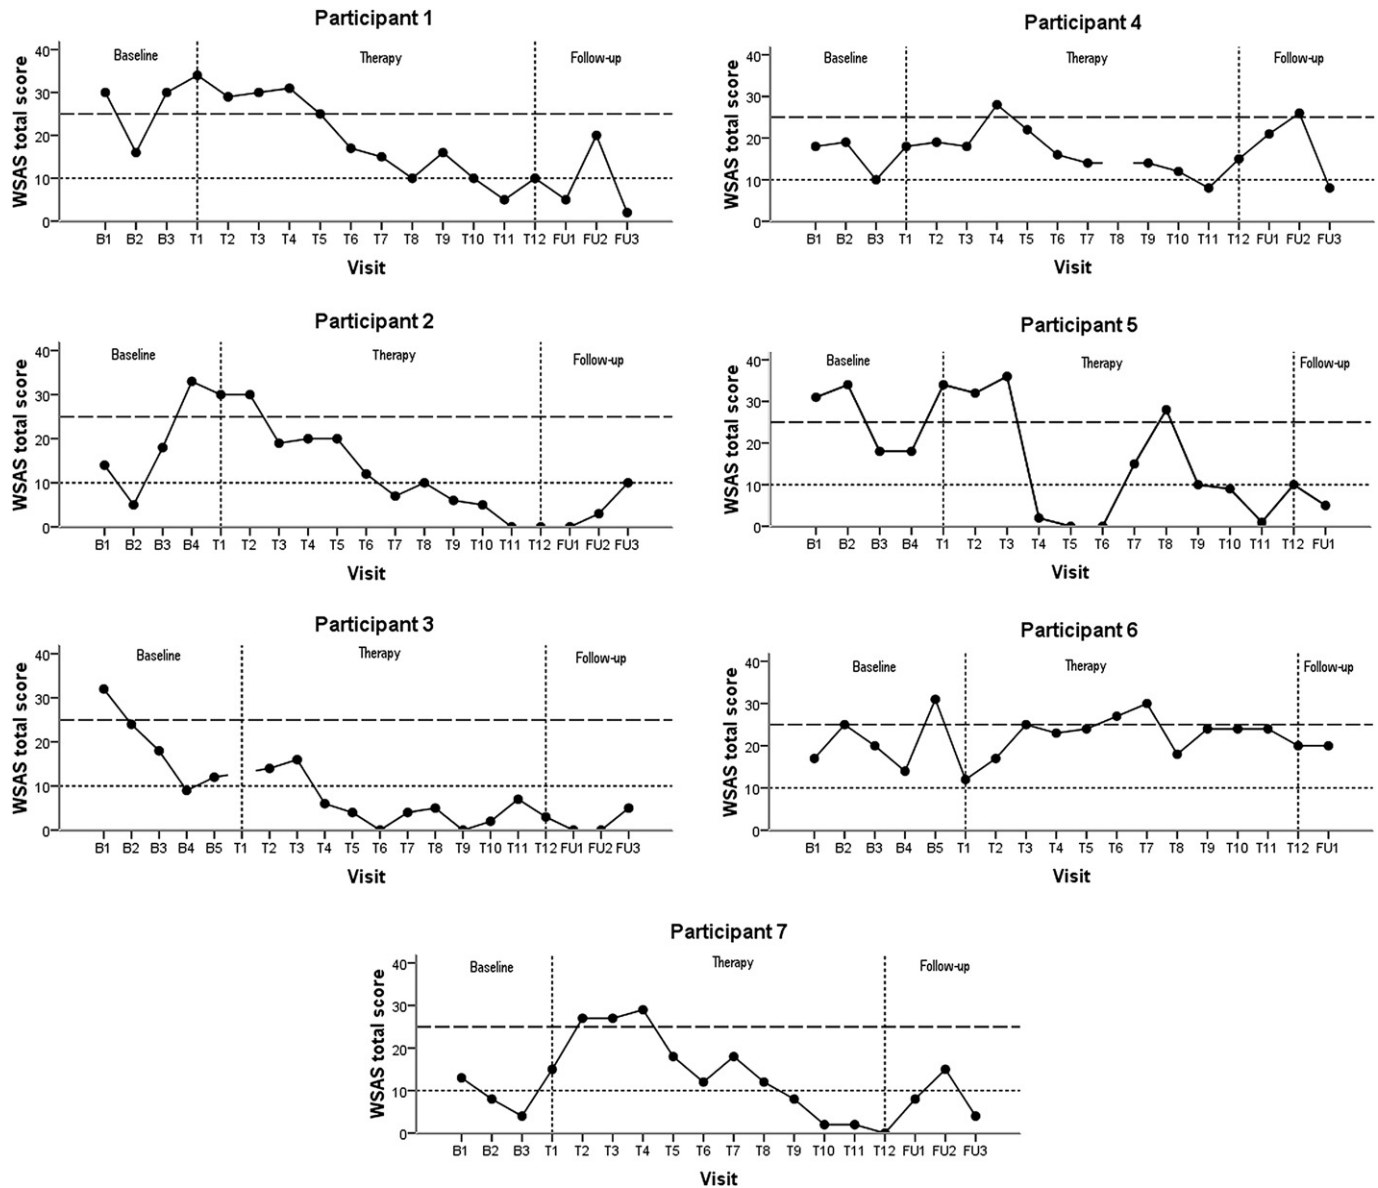 Participant 1
WSAS total score
40
30
20
10
0
Baseline
Therapy
Follow-up
B1 B2 B3 T1 T2 T3 T4 T5 T6 T7 T8 T9 T10 T11 T12 FU1 FU2 FU3
Visit
Participant 4
WSAS total score
40
30
20
10
0
Baseline
Therapy
Follow-up
B1 B2 B3 T1 T2 T3 T4 T5 T6 T7 T8 T9 T10 T11 T12 FU1 FU2 FU3
Visit
Participant 2
WSAS total score
40
30
20
10
0
Baseline
Therapy
Follow-up
B1 B2 B3 B4 T1 T2 T3 T4 T5 T6 T7 T8 T9 T10 T11 T12 FU1 FU2 FU3
Visit
Participant 5
WSAS total score
40
30
20
10
0
Baseline
Therapy
Follow-up
B1 B2 B3 B4 T1 T2 T3 T4 T5 T6 T7 T8 T9 T10 T11 T12 FU1
Visit
Participant 3
WSAS total score
40
30
20
10
0
Baseline
Therapy
Follow-up
B1 B2 B3 B4 B5 T1 T2 T3 T4 T5 T6 T7 T8 T9 T10 T11 T12 FU1 FU2 FU3
Visit
Participant 6
WSAS total score
40
30
20
10
0
Baseline
Therapy
Follow-up
B1 B2 B3 B4 B5 T1 T2 T3 T4 T5 T6 T7 T8 T9 T10 T11 T12 FU1
Visit
Participant 7
WSAS total score
40
30
20
10
0
Baseline
Therapy
Follow-up
B1 B2 B3 T1 T2 T3 T4 T5 T6 T7 T8 T9 T10 T11 T12 FU1 FU2 FU3
Visit